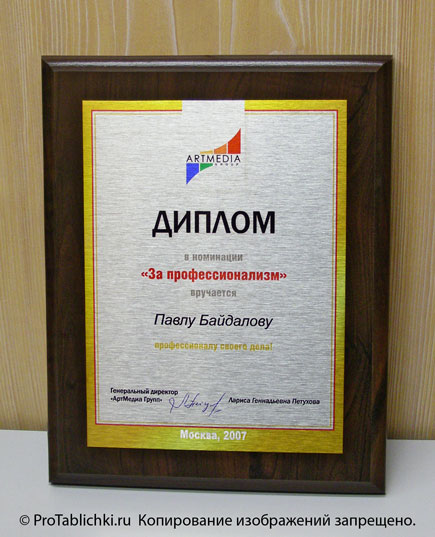 ARTMEDIA
GROUP
ДИПЛОМ
в номинации
«За профессионализм»
вручается
Павлу Байдалову
профессионалу своего дела!
Генеральный директор
«АртМедиа Групп»
Лариса Геннадьевна Петухова
Москва, 2007
© ProTablichki.ru Копирование изображений запрещено.